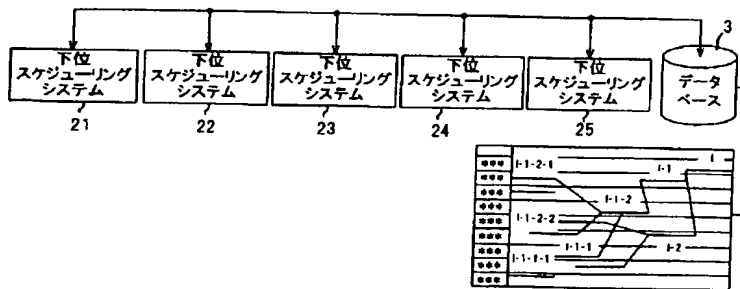 3
下位
スケジューリング
システム
21
下位
スケジューリング
システム
22
下位
スケジューリング
システム
23
下位
スケジューリング
システム
24
下位
スケジューリング
システム
25
データ
ベース
***
***
***
***
***
***
***
***
***
I-1-2-1
I-1
I
I-1-2
I-1-2-2
I-1-1
I-2
I-1-1-1